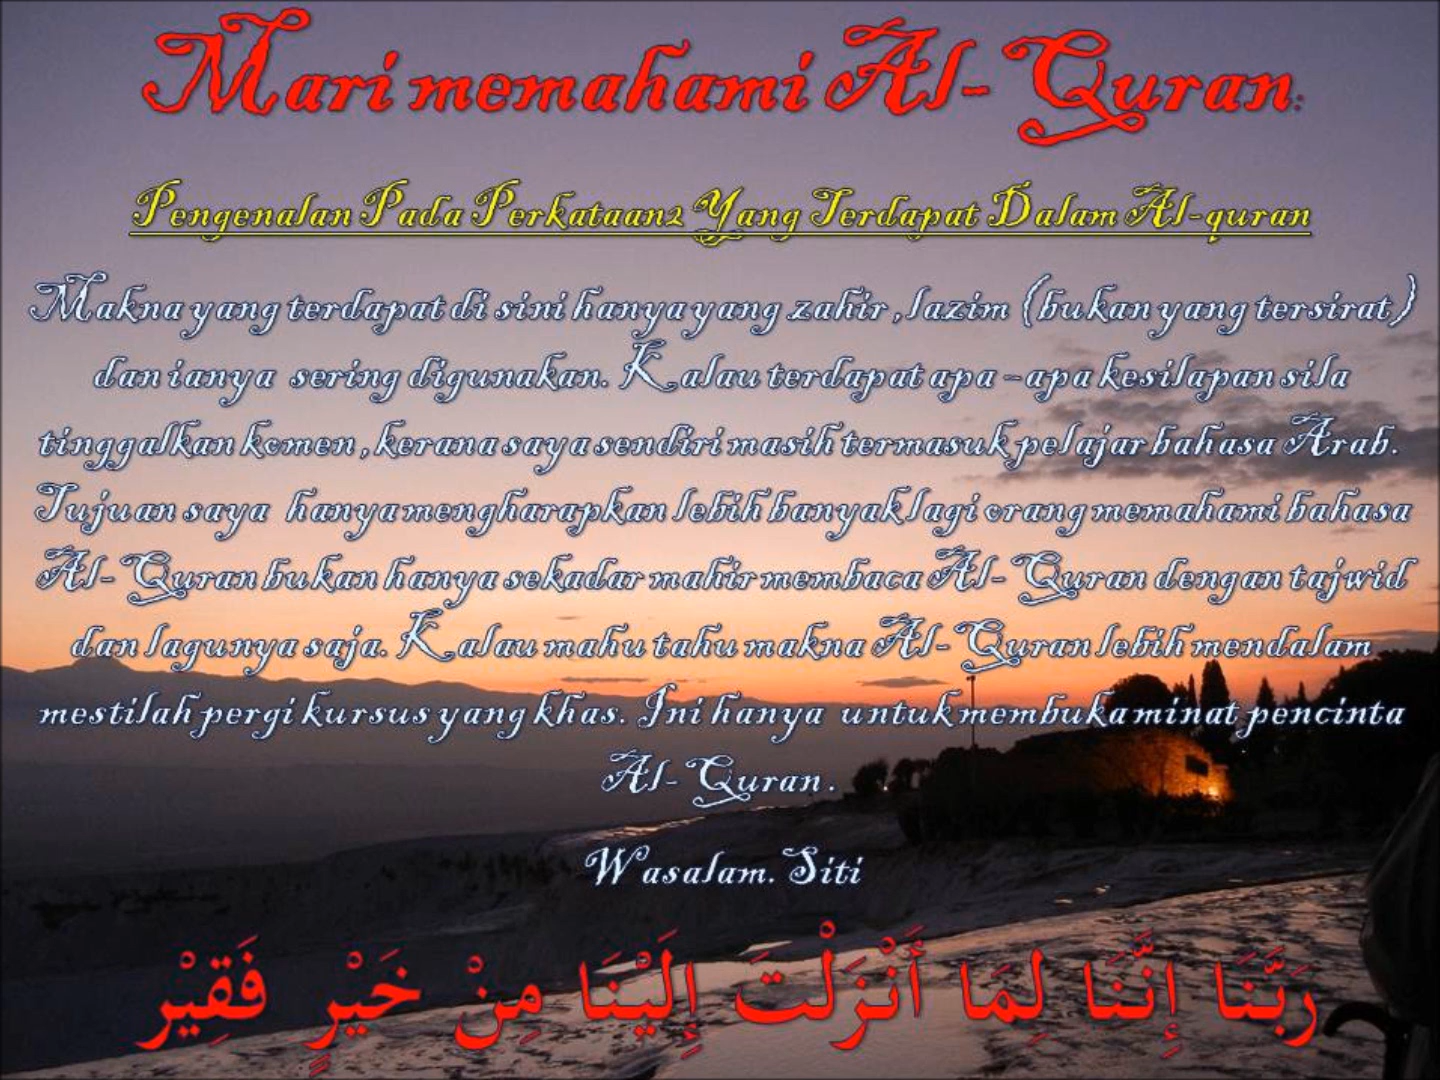 Mari memahami Al-Quran:
Pengenalan Pada Perkataan2 Yang Terdapat Dalam Al-quran
Makna yang terdapat di sini hanya yang zahir, lazim (bukan yang tersirat)
dan ianya sering digunakan. Kalau terdapat apa –apa kesilapan sila
tinggalkan komen, kerana saya sendiri masih termasuk pelajar bahasa Arab.
Tujuan saya hanya mengharapkan lebih banyak lagi orang memahami bahasa
Al-Quran bukan hanya sekadar mahir membaca Al-Quran dengan tajwid
dan lagunya saja. Kalau mahu tahu makna Al-Quran lebih mendalam
mestilah pergi kursus yang khas. Ini hanya untuk membuka minat pencinta
Al-Quran.
Wasalam. Siti
رَبَّنَا إِنَّنَا لِمَا أَنْزَلْتَ إِلَيْنَا مِنْ خَيْرٍ فَقِيْر